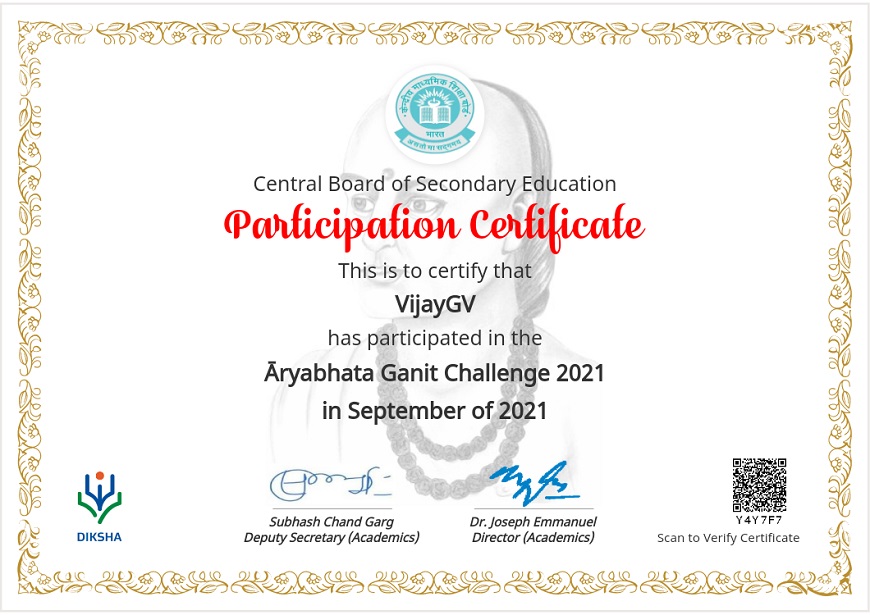 केन्द्रीय माध्यमिक शिक्षा बोर्ड
भारत
असतो मा सद्गमय
Central Board of Secondary Education
Participation Certificate
This is to certify that
VijayGV
has participated in the
Āryabhata Ganit Challenge 2021
in September of 2021
Subhash Chand Garg
Deputy Secretary (Academics)
Dr. Joseph Emmanuel
Director (Academics)
DIKSHA
Y4Y7F7
Scan to Verify Certificate